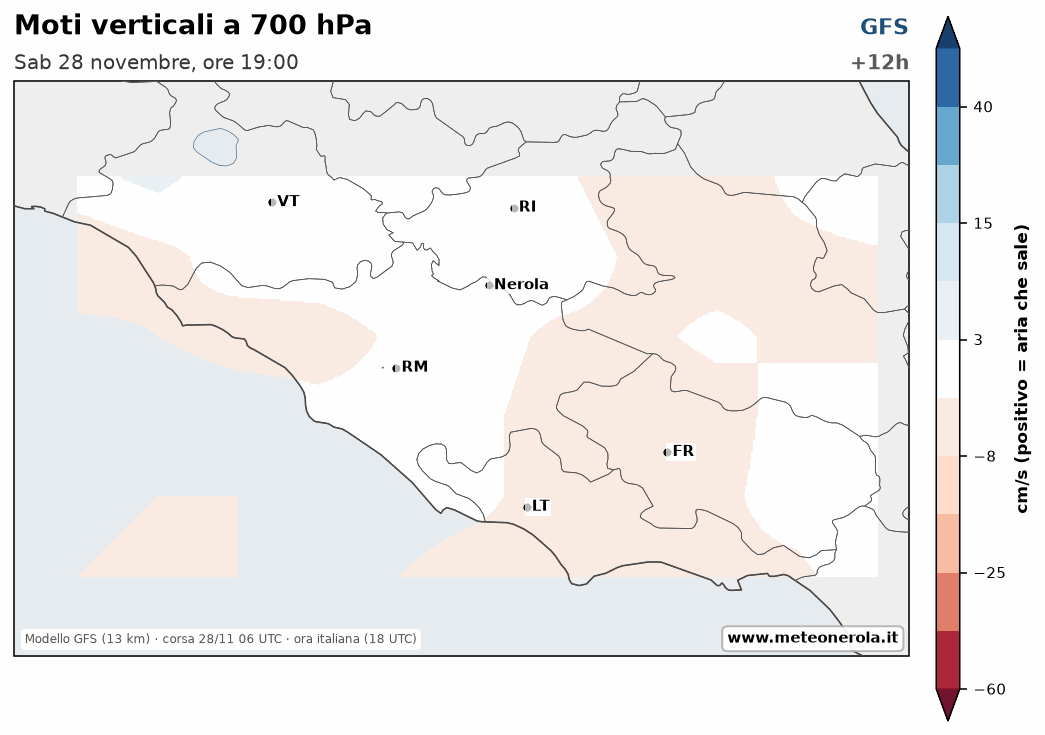 Moti verticali a 700 hPa
GFS
Sab 28 novembre, ore 19:00
+12h
40
15
3
−8
−25
−60
cm/s (positivo = aria che sale)
VT
RI
Nerola
RM
FR
LT
Modello GFS (13 km) · corsa 28/11 06 UTC · ora italiana (18 UTC)
www.meteonerola.it